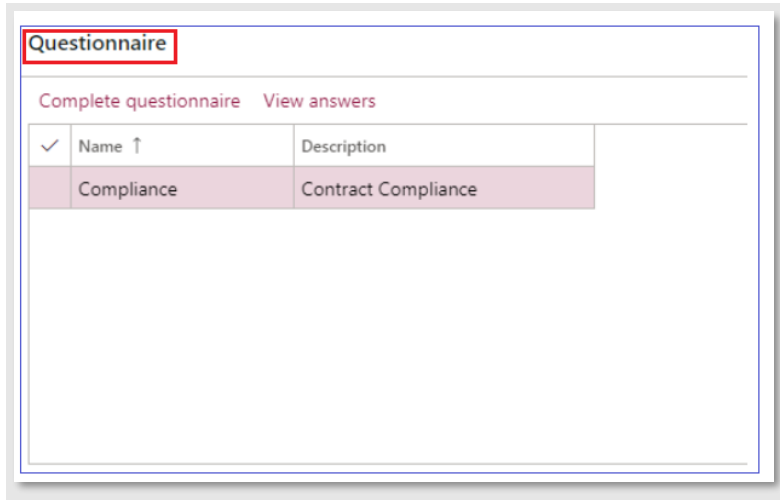 Questionnaire
Complete questionnaire View answers
Name ↑ Description
Compliance Contract Compliance